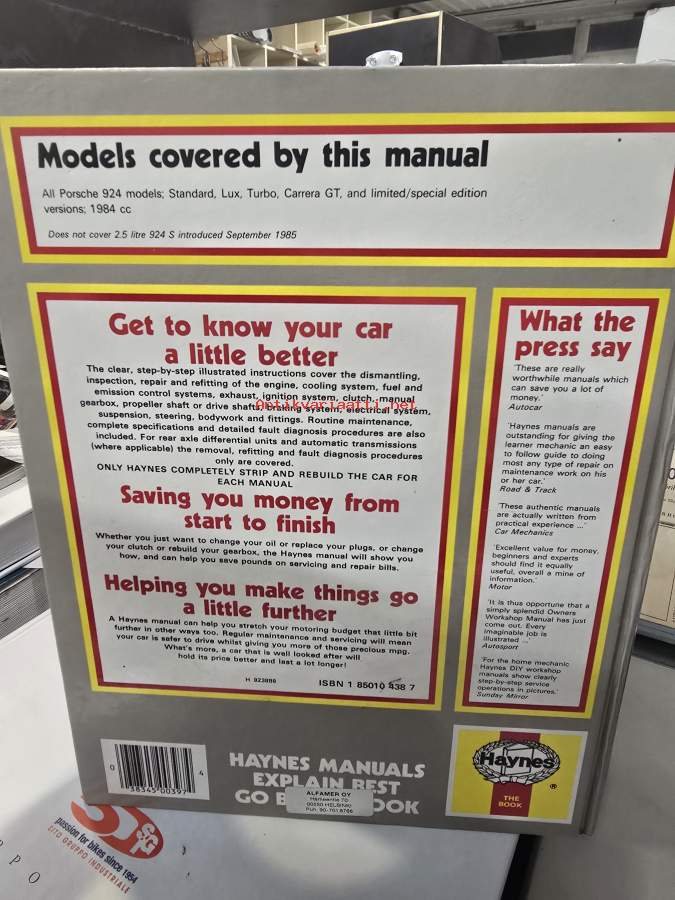 Models covered by this manual
All Porsche 924 models; Standard, Lux, Turbo, Carrera GT, and limited/special edition
versions; 1984 cc
Does not cover 2.5 litre 924 S introduced September 1985
Get to know your car
a little better
The clear, step-by-step illustrated instructions cover the dismantling,
inspection, repair and refitting of the engine, cooling system, fuel and
emission control systems, exhaust, ignition system, clutch, manual
gearbox, propeller shaft or drive shafts, braking system, electrical system,
suspension, steering, bodywork and fittings. Routine maintenance,
complete specifications and detailed fault diagnosis procedures are also
included. For rear axle differential units and automatic transmissions
(where applicable) the removal, refitting and fault diagnosis procedures
only are covered.
ONLY HAYNES COMPLETELY STRIP AND REBUILD THE CAR FOR
EACH MANUAL
Antikvariaatti.net
Saving you money from
start to finish
Whether you just want to change your oil or replace your plugs, or change
your clutch or rebuild your gearbox, the Haynes manual will show you
how, and can help you save pounds on servicing and repair bills.
Helping you make things go
a little further
A Haynes manual can help you stretch your motoring budget that little bit
further in other ways too. Regular maintenance and servicing will mean
your car is safer to drive whilst giving you more of those precious mpg.
What's more, a car that is well looked after will
hold its price better and last a lot longer!
ISBN 1 85010 438 7
What the
press say
'These are really
worthwhile manuals which
can save you a lot of
money.'
Autocar
'Haynes manuals are
outstanding for giving the
learner mechanic an easy
to follow guide to doing
most any type of repair or
maintenance work on his
or her car.'
Road & Track
'These authentic manuals
are actually written from
practical experience ...'
Car Mechanics
'Excellent value for money,
beginners and experts
should find it equally
useful, overall a mine of
information.'
Motor
'It is thus opportune that a
simply splendid Owners
Workshop Manual has just
come out. Every
imaginable job is
illustrated ...'
Autosport
'For the home mechanic
Haynes DIY workshop
manuals show clearly
step-by-step service
operations in pictures.'
Sunday Mirror
0 38345 00397 4
HAYNES MANUALS
EXPLAIN BEST
GO B OOK
ALFAMER OY
Haynes
®
THE
BOOK
passion for bikes since 1954